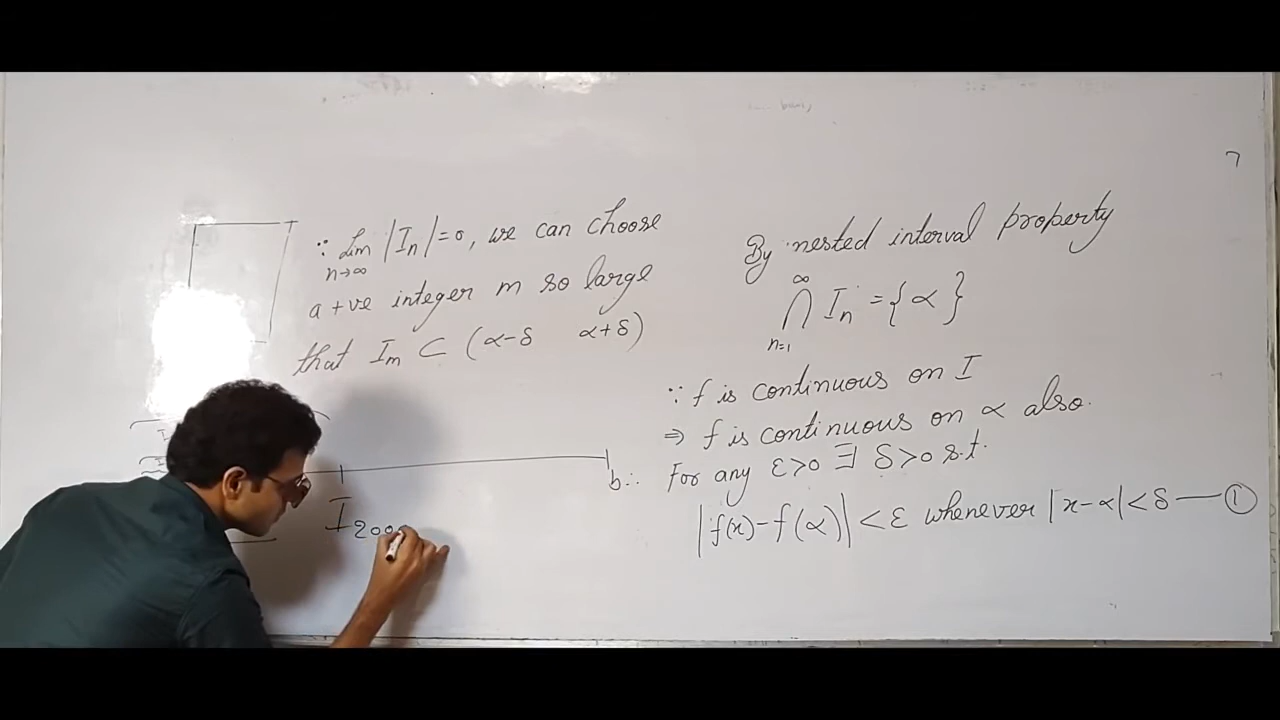 ∵ lim |Iₙ| = 0, we can choose
n→∞
a +ve integer m so large
that Iₘ ⊂ (α-δ α+δ)
b
I₂₀₀
By nested interval property
∞
⋂ Iₙ = {α}
n=1
∵ f is continuous on I
⇒ f is continuous on α also.
∴ For any ε>0 ∃ δ>0 s.t.
|f(x)-f(α)| < ε whenever |x-α| < δ — ①